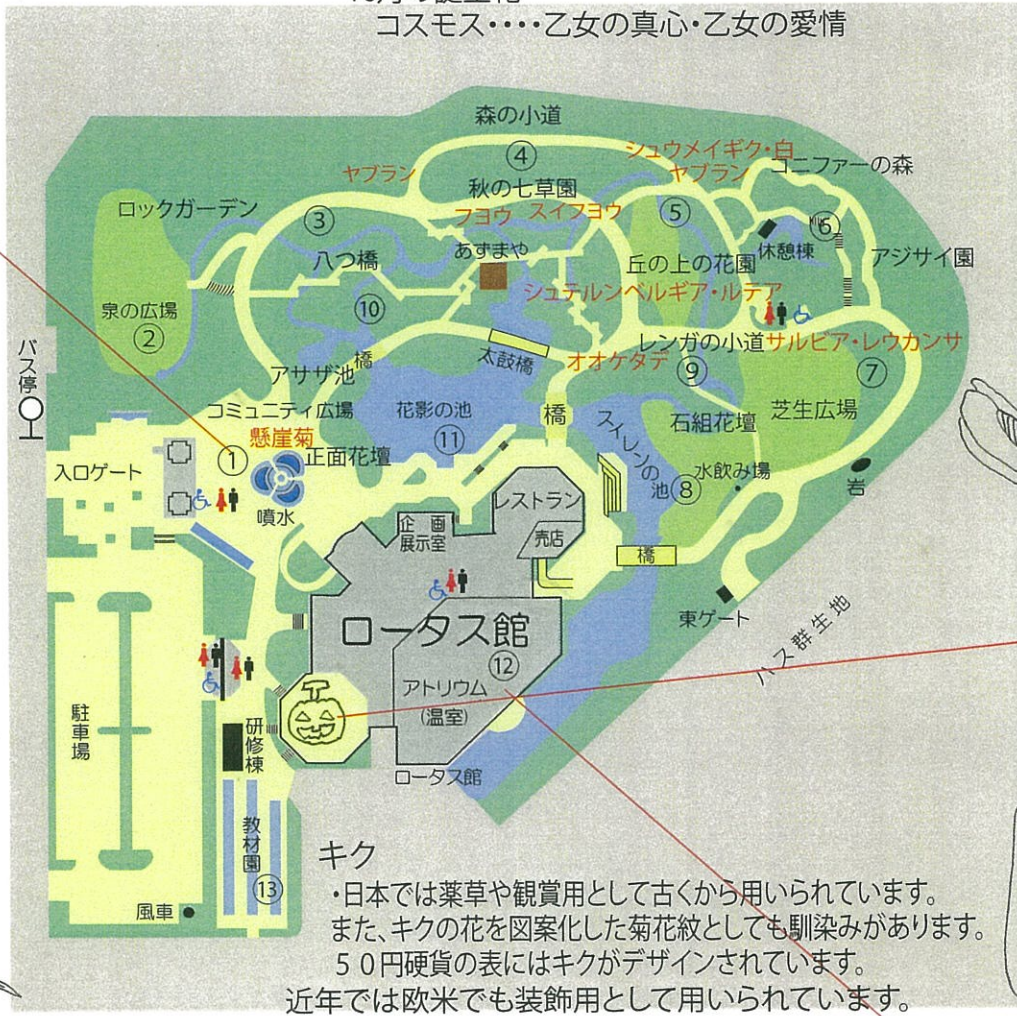 コスモス・・・・乙女の真心・乙女の愛情
森の小道
④
シュウメイギク・白
ヤブラン
ヤブラン
コニファーの森
秋の七草園
ロックガーデン
③
フヨウ
スイフヨウ
⑤
⑥
あずまや
休憩棟
八つ橋
丘の上の花園
アジサイ園
シュテルンベルギア・ルテア
泉の広場
②
⑩
バス停
橋
太鼓橋
オオケタデ
レンガの小道
サルビア・レウカンサ
アサザ池
⑨
⑦
コミュニティ広場
花影の池
橋
スイレンの池
石組花壇
芝生広場
懸崖菊
⑪
①
正面花壇
入口ゲート
水飲み場
⑧
岩
レストラン
噴水
企画
展示室
売店
橋
東ゲート
ハス群生地
ロータス館
⑫
アトリウム
(温室)
駐車場
研修棟
ロータス館
教材園
⑬
風車
キク
・日本では薬草や観賞用として古くから用いられています。
また、キクの花を図案化した菊花紋としても馴染みがあります。
５０円硬貨の表にはキクがデザインされています。
近年では欧米でも装飾用として用いられています。